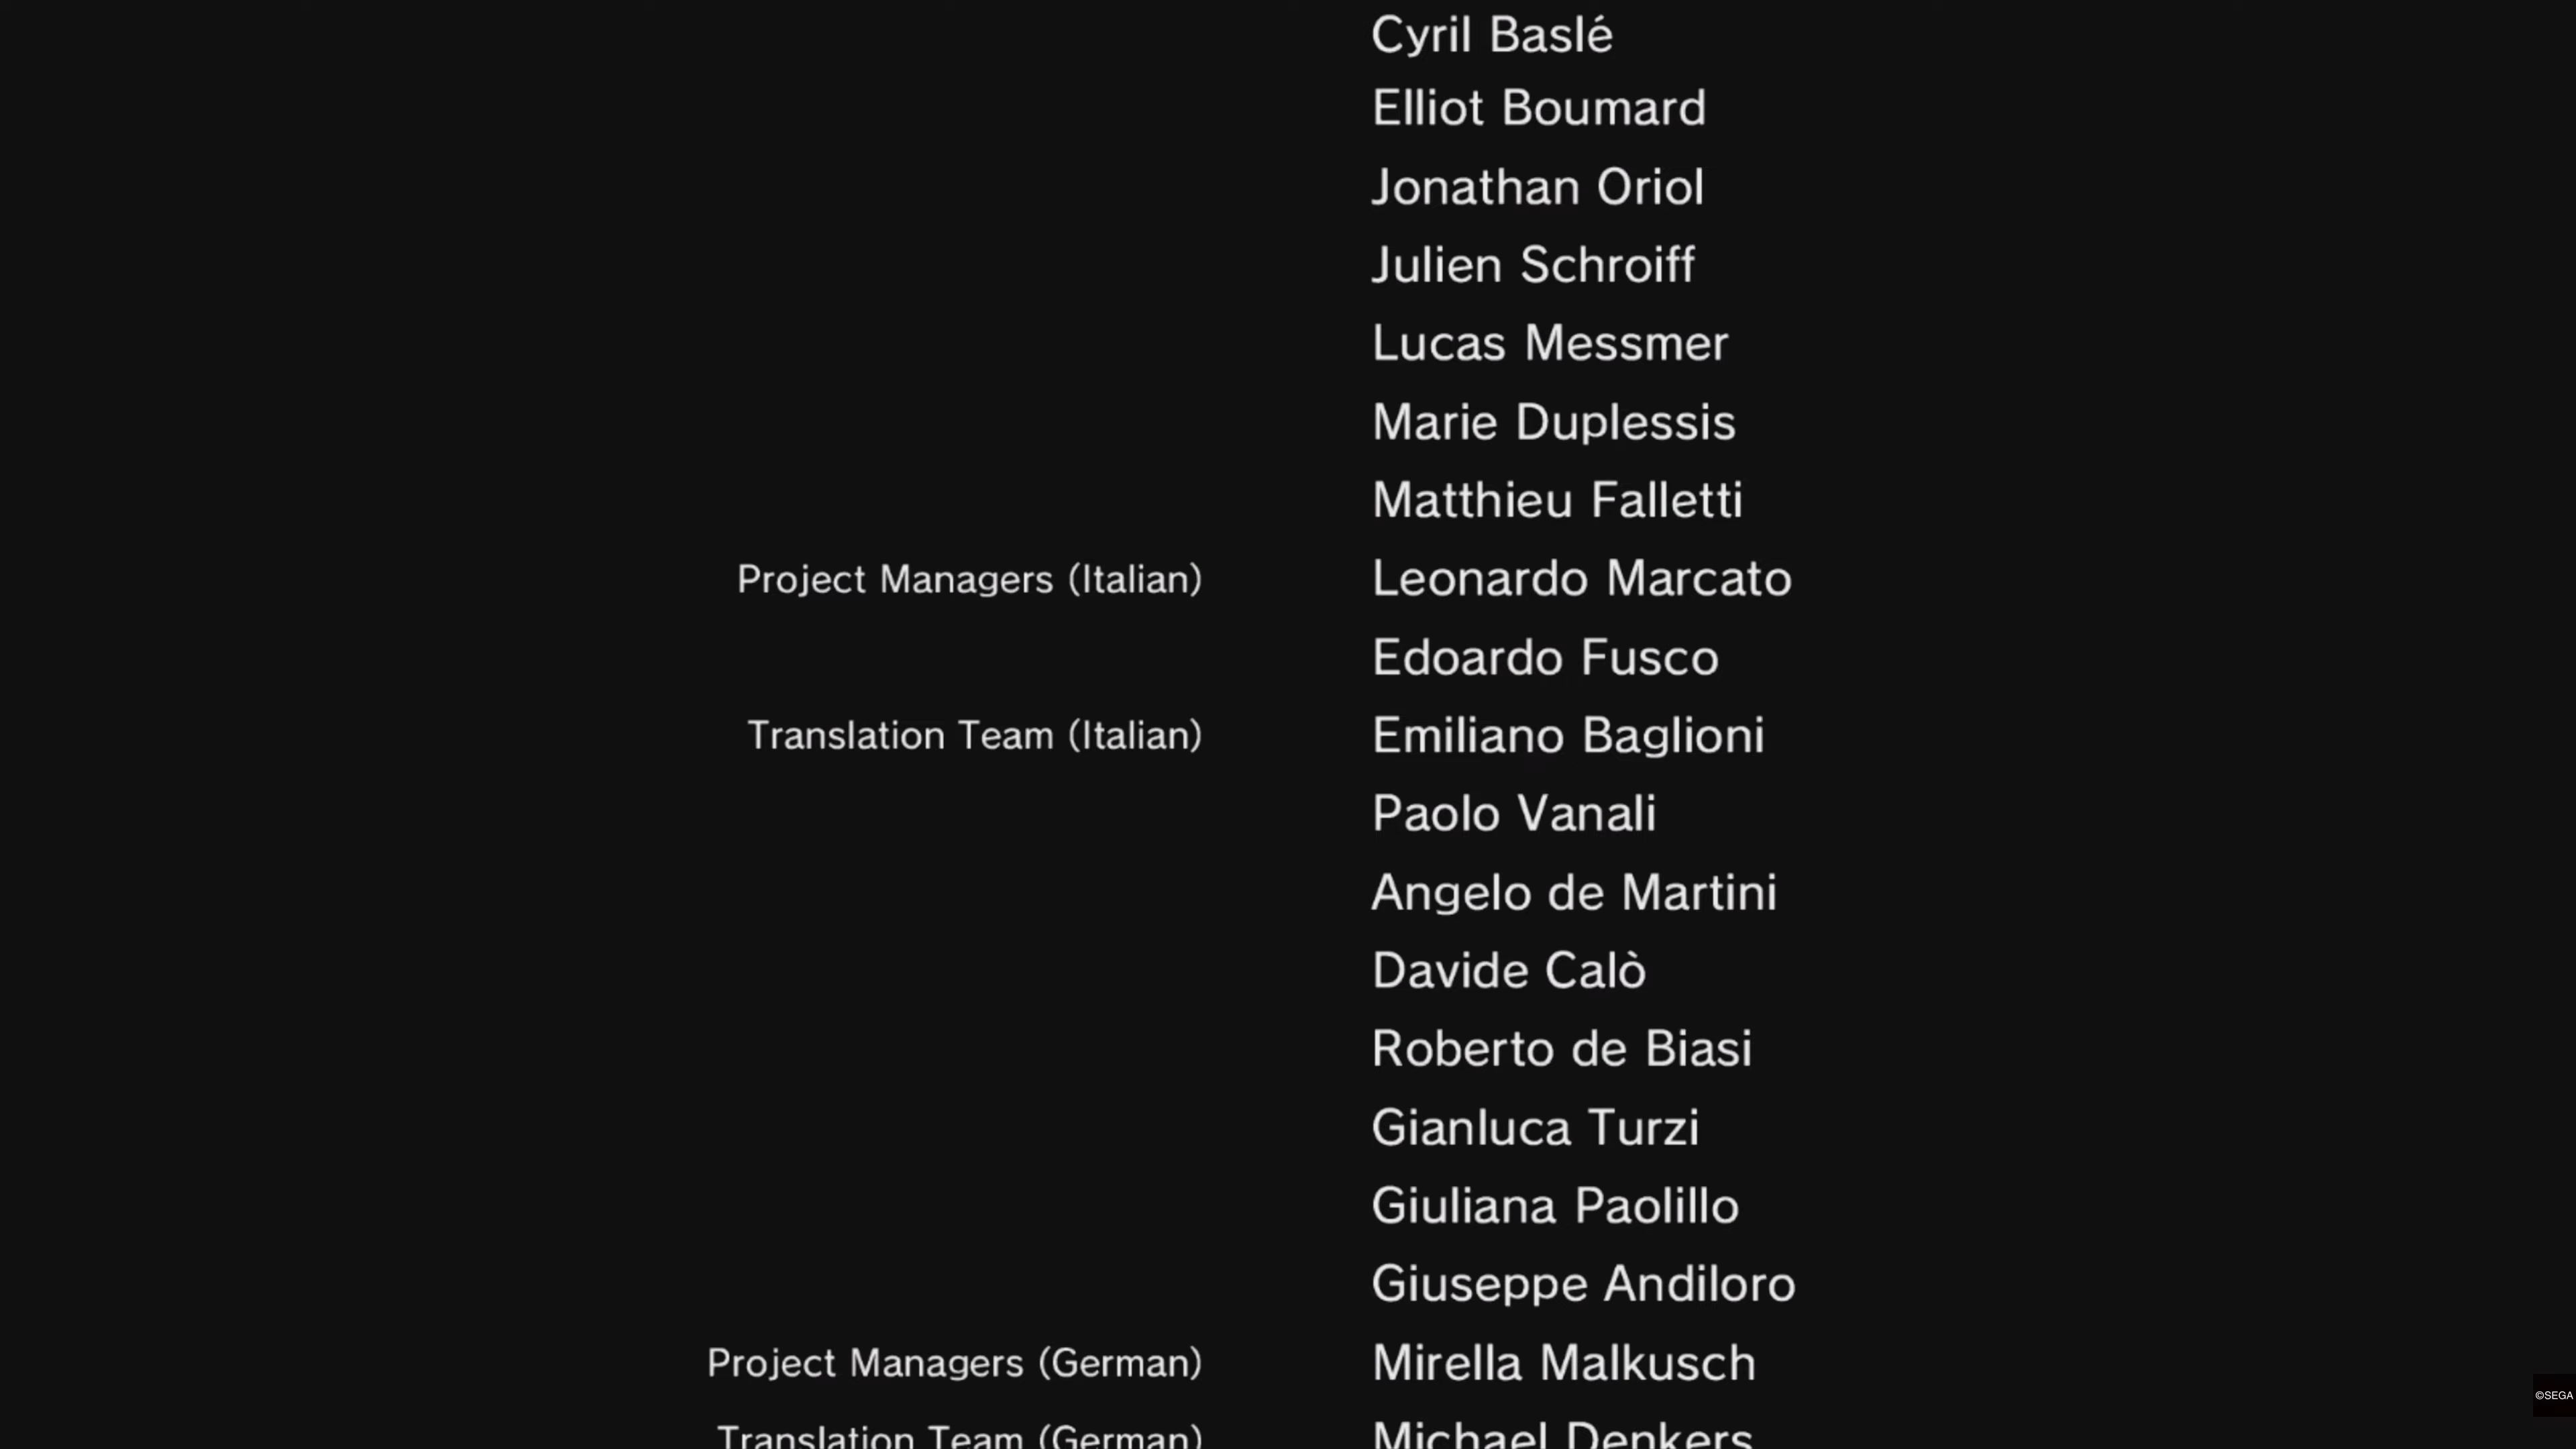 Cyril Baslé
Elliot Boumard
Jonathan Oriol
Julien Schroiff
Lucas Messmer
Marie Duplessis
Matthieu Falletti
Project Managers (Italian) Leonardo Marcato
Edoardo Fusco
Translation Team (Italian) Emiliano Baglioni
Paolo Vanali
Angelo de Martini
Davide Calò
Roberto de Biasi
Gianluca Turzi
Giuliana Paolillo
Giuseppe Andiloro
Project Managers (German) Mirella Malkusch
©SEGA
Translation Team (German) Michael Denkers